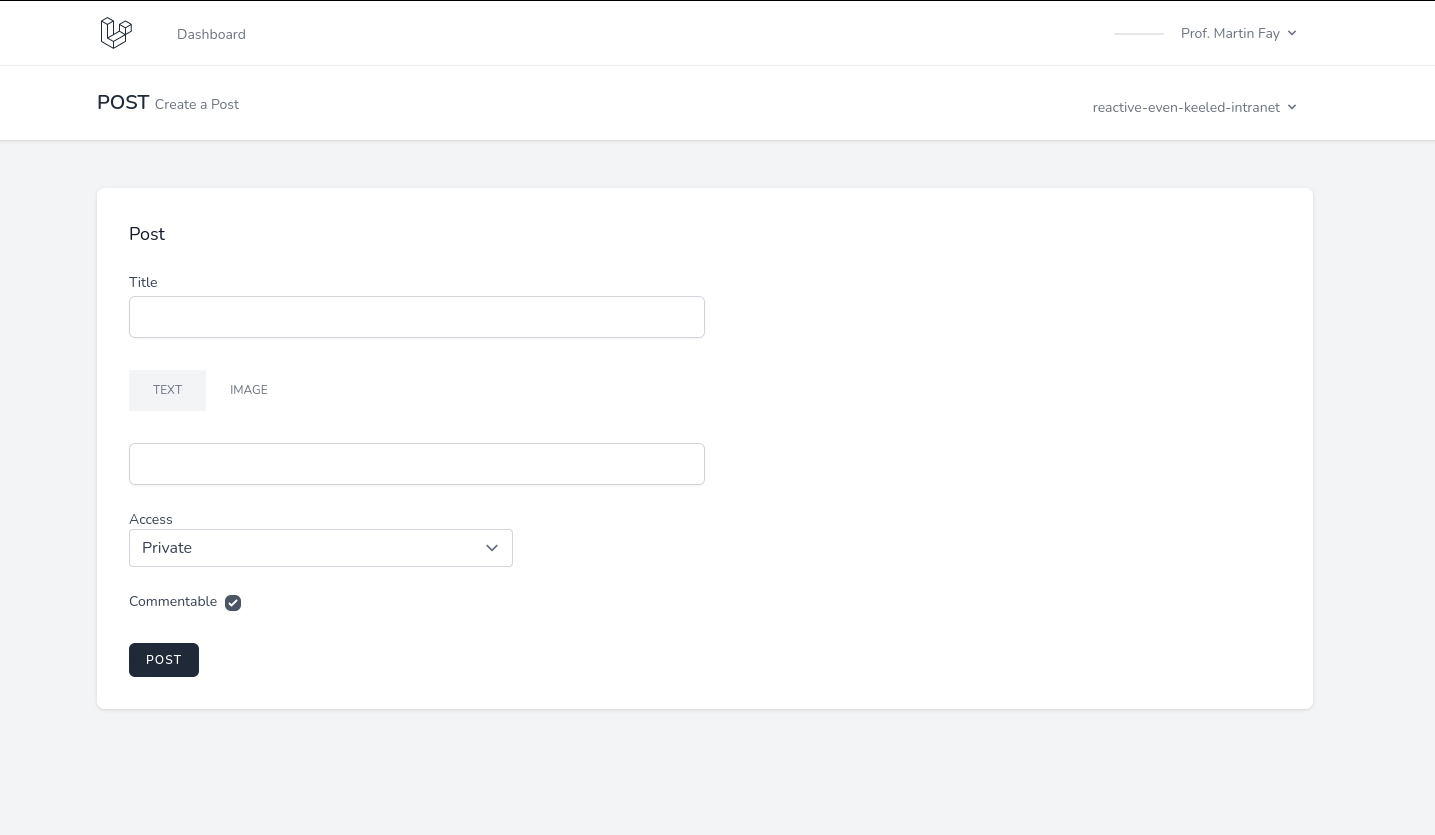 Dashboard
Prof. Martin Fay
POST Create a Post
reactive-even-keeled-intranet
Post
Title
TEXT IMAGE
Access
Private
Commentable
POST